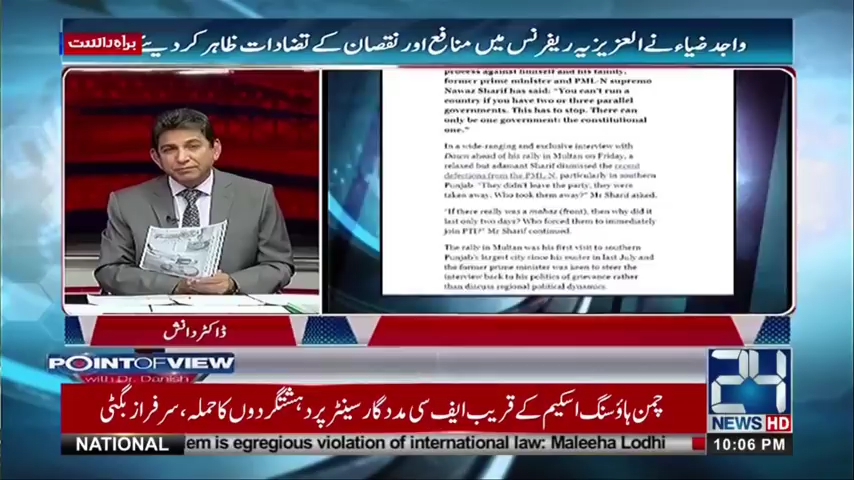 واجد ضیاء نے العزیزیہ ریفرنس میں منافع اور نقصان کے تضادات ظاہر کر دیئے
براہ راست
process against himself and his family,
former prime minister and PML-N supremo
Nawaz Sharif has said: "You can't run a
country if you have two or three parallel
governments. This has to stop. There can
only be one government: the constitutional
one."
In a wide-ranging and exclusive interview with
Dawn ahead of his rally in Multan on Friday, a
relaxed but adamant Sharif dismissed the recent
defections from the PML-N, particularly in southern
Punjab. "They didn't leave the party, they were
taken away. Who took them away?" Mr Sharif asked.
"If there really was a mahaz (front), then why did it
last only two days? Who forced them to immediately
join PTI?" Mr Sharif continued.
The rally in Multan was his first visit to southern
Punjab's largest city since his ouster in last July and
the former prime minister was keen to steer the
interview back to his politics of grievance rather
than discuss regional political dynamics.
ڈاکٹر دانش
POINT OF VIEW
with Dr. Danish
چمن ہاؤسنگ اسکیم کے قریب ایف سی مددگار سینٹر پر دہشتگردوں کا حملہ، سرفراز بگٹی
24
NEWS HD
NATIONAL
em is egregious violation of international law: Maleeha Lodhi
10:06 PM